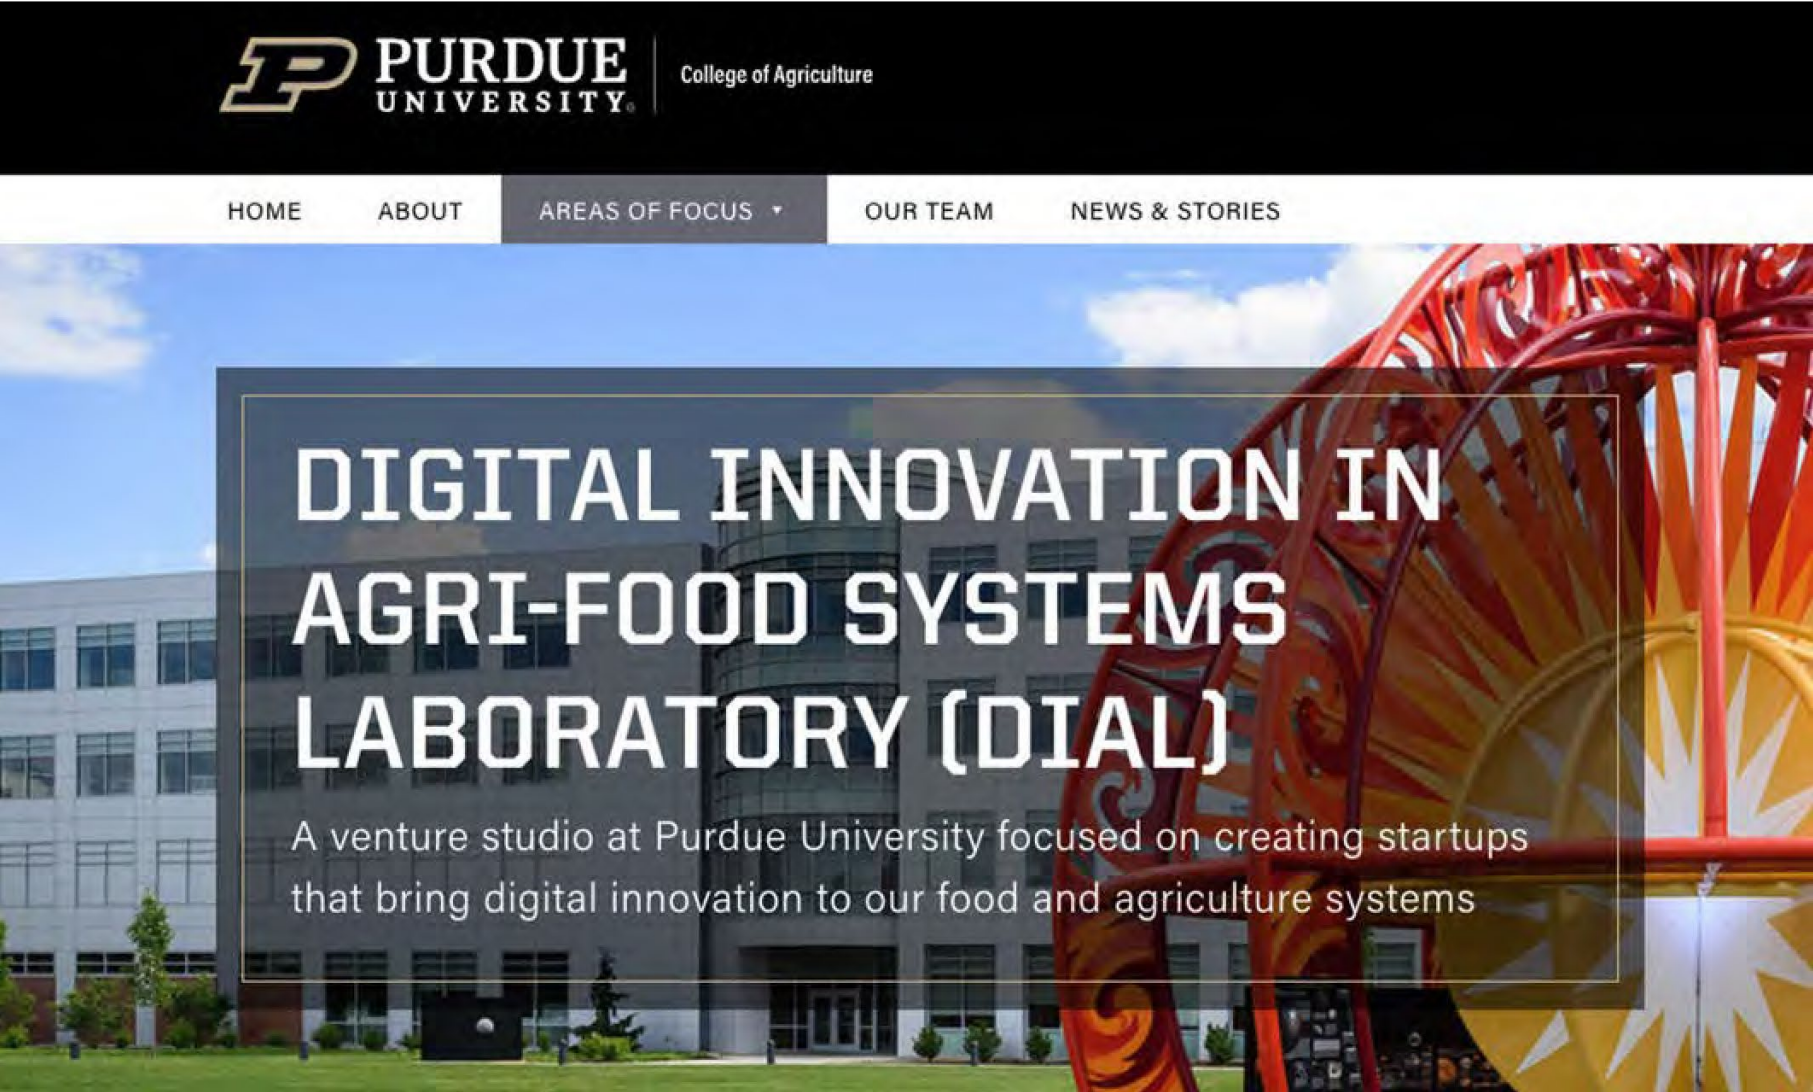 PURDUE
UNIVERSITY®
College of Agriculture
HOME ABOUT AREAS OF FOCUS ▾ OUR TEAM NEWS & STORIES
DIGITAL INNOVATION IN
AGRI-FOOD SYSTEMS
LABORATORY (DIAL)
A venture studio at Purdue University focused on creating startups
that bring digital innovation to our food and agriculture systems